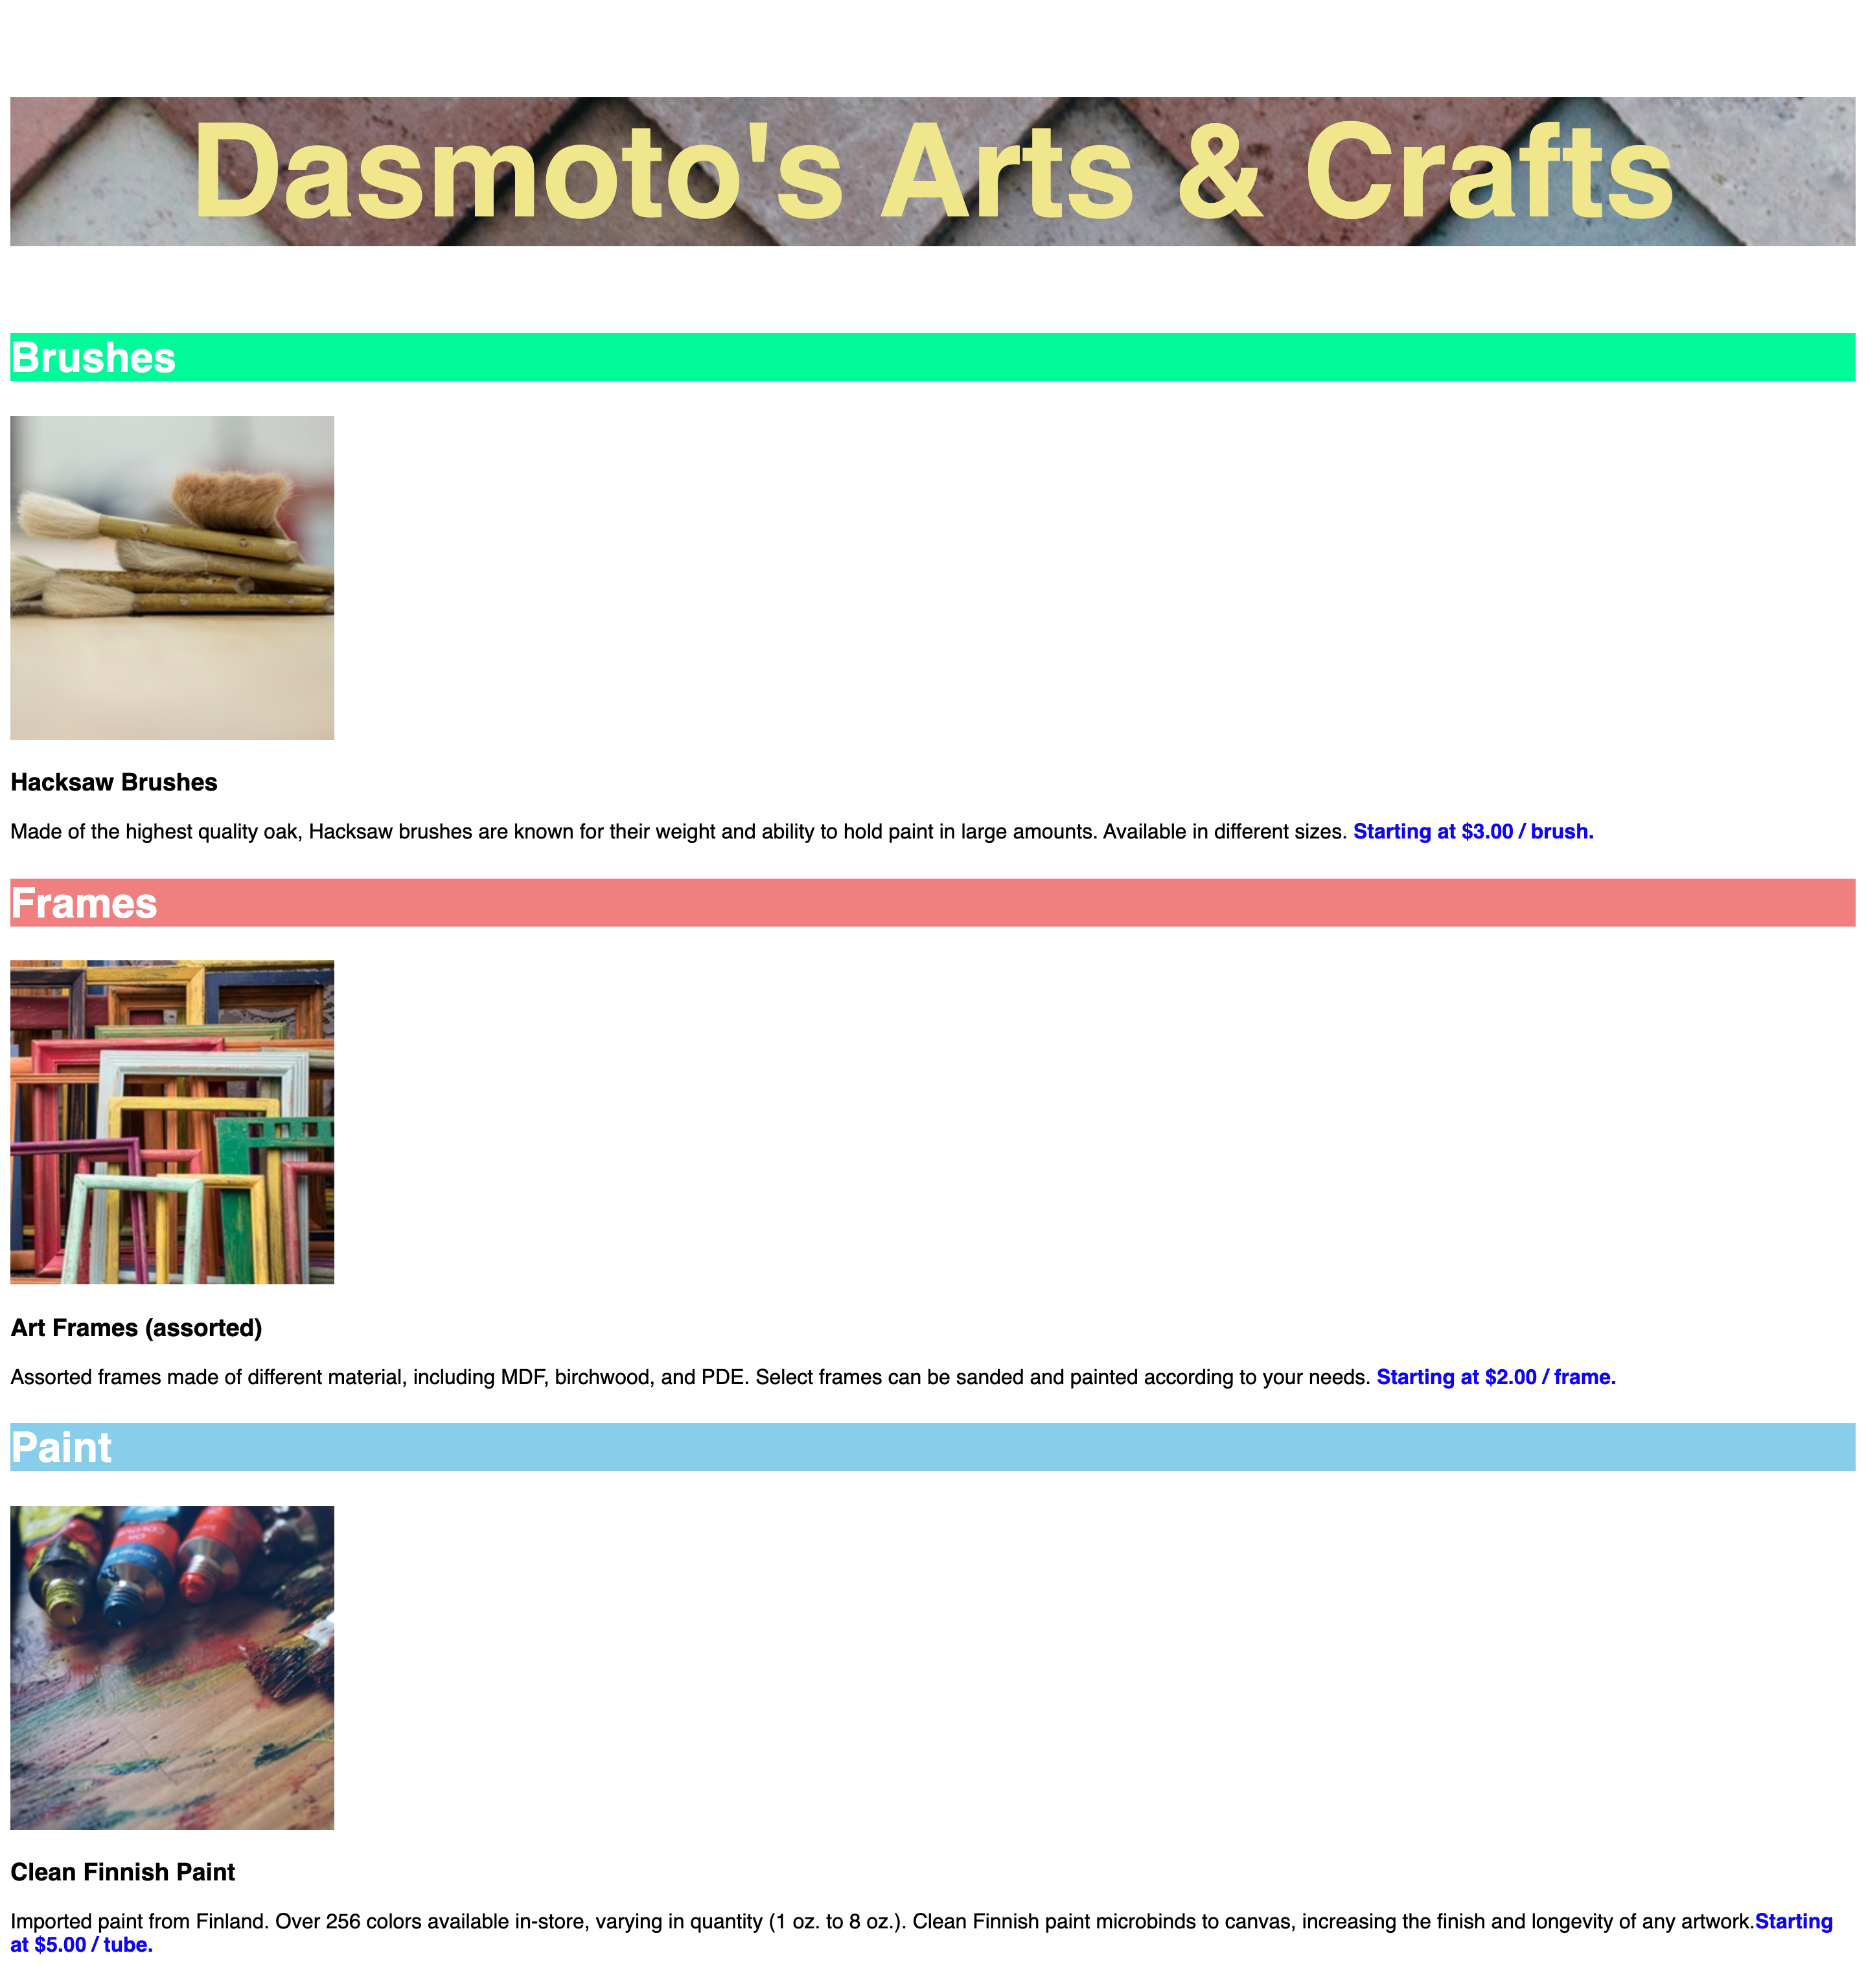 Dasmoto's Arts & Crafts
Brushes
Hacksaw Brushes
Made of the highest quality oak, Hacksaw brushes are known for their weight and ability to hold paint in large amounts. Available in different sizes. Starting at $3.00 / brush.
Frames
Art Frames (assorted)
Assorted frames made of different material, including MDF, birchwood, and PDE. Select frames can be sanded and painted according to your needs. Starting at $2.00 / frame.
Paint
Clean Finnish Paint
Imported paint from Finland. Over 256 colors available in-store, varying in quantity (1 oz. to 8 oz.). Clean Finnish paint microbinds to canvas, increasing the finish and longevity of any artwork.Starting
at $5.00 / tube.